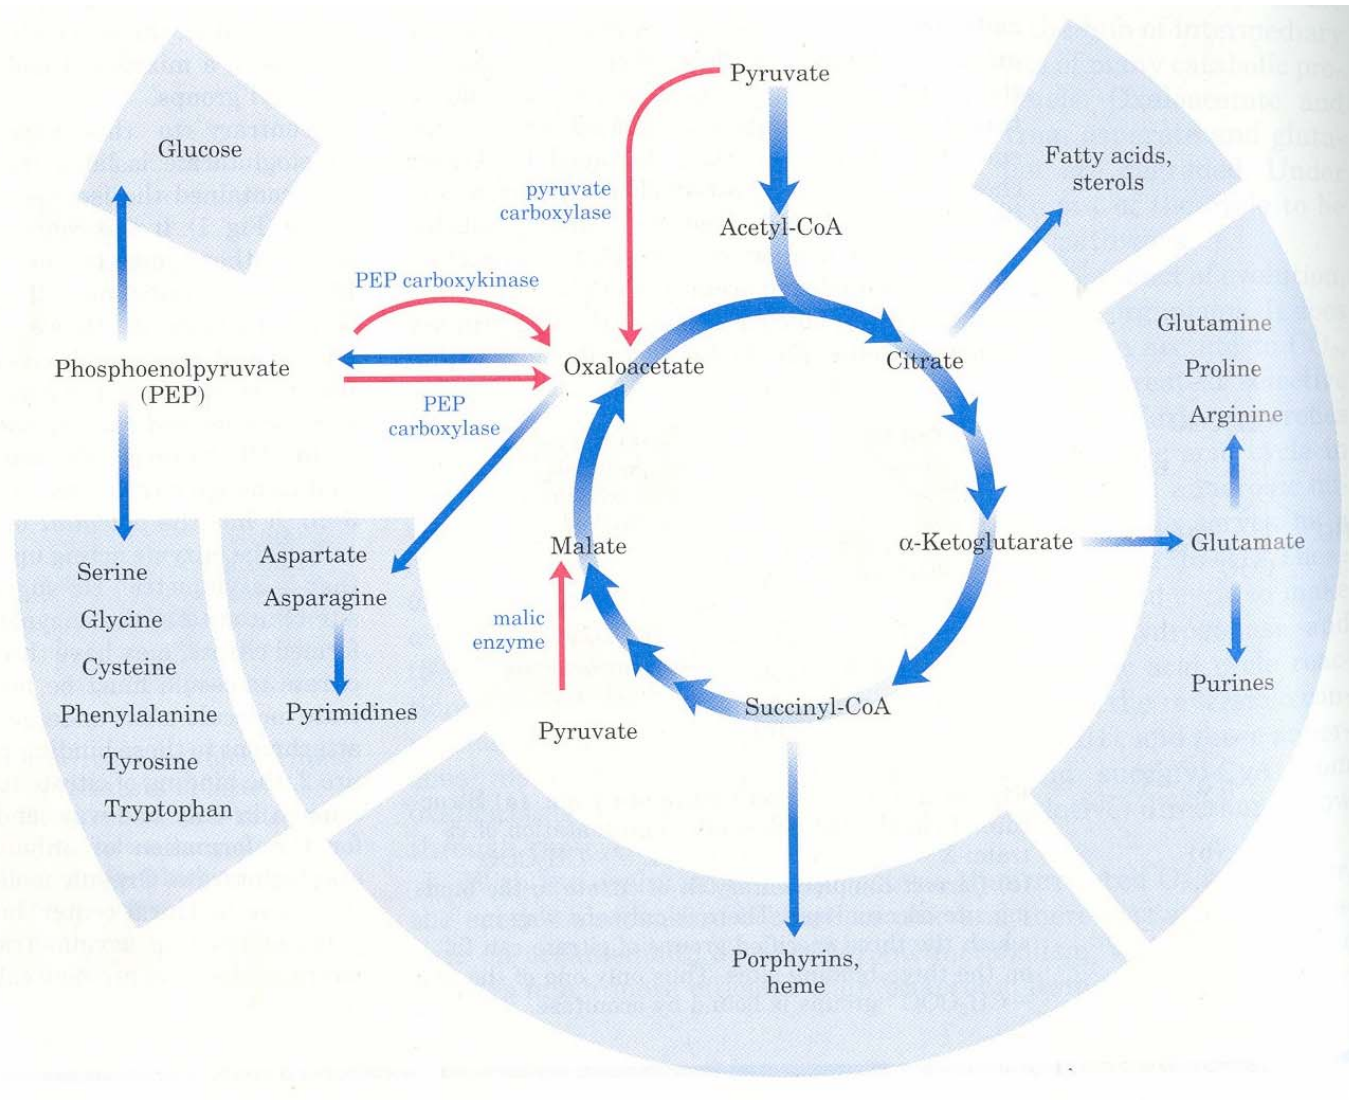 Pyruvate
Glucose
Fatty acids,
sterols
pyruvate
carboxylase
Acetyl-CoA
PEP carboxykinase
Glutamine
Phosphoenolpyruvate
(PEP)
Oxaloacetate
Citrate
Proline
PEP
carboxylase
Arginine
Aspartate
Malate
α-Ketoglutarate
Glutamate
Serine
Asparagine
Glycine
malic
enzyme
Cysteine
Purines
Phenylalanine
Pyrimidines
Succinyl-CoA
Pyruvate
Tyrosine
Tryptophan
Porphyrins,
heme